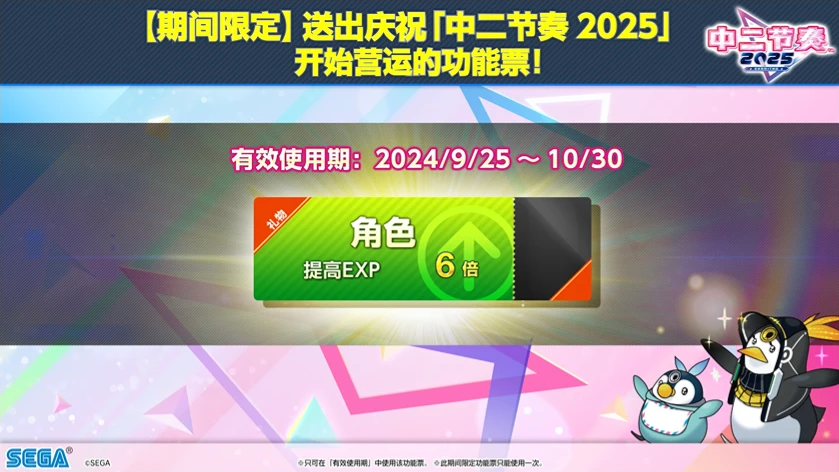 【期间限定】送出庆祝「中二节奏 2025」
开始营运的功能票！
中二节奏
2025
有效使用期：2024/9/25 ～ 10/30
礼物
角色
提高EXP
6倍
SEGA®
©SEGA
※只可在「有效使用期」中使用该功能票。 ※此期间限定功能票只能使用一次。